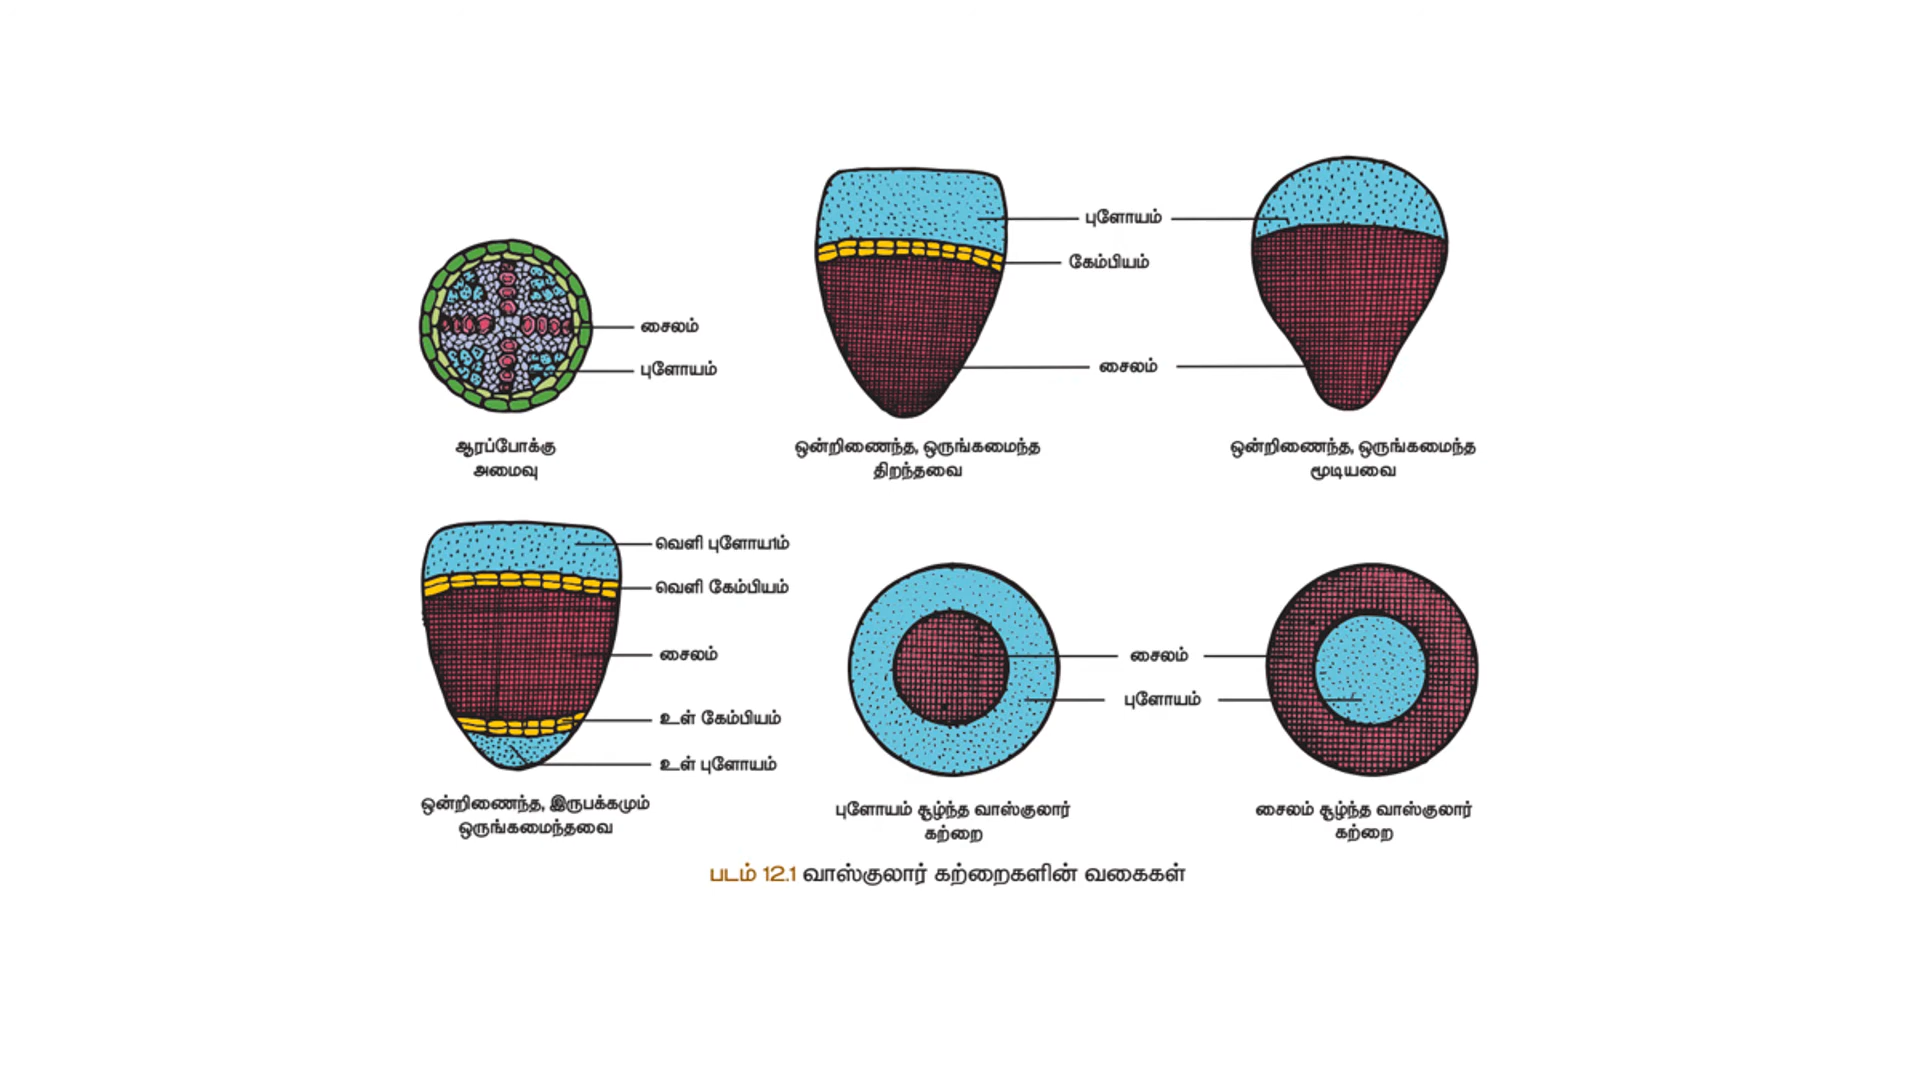 புளோயம்
கேம்பியம்
சைலம்
சைலம்
புளோயம்
ஆரப்போக்கு
அமைவு
ஒன்றிணைந்த, ஒருங்கமைந்த
திறந்தவை
ஒன்றிணைந்த, ஒருங்கமைந்த
மூடியவை
வெளி புளோயாம்
வெளி கேம்பியம்
சைலம்
உள் கேம்பியம்
உள் புளோயம்
சைலம்
புளோயம்
ஒன்றிணைந்த, இருபக்கமும்
ஒருங்கமைந்தவை
புளோயம் சூழ்ந்த வாஸ்குலார்
கற்றை
சைலம் சூழ்ந்த வாஸ்குலார்
கற்றை
படம் 12.1 வாஸ்குலார் கற்றைகளின் வகைகள்